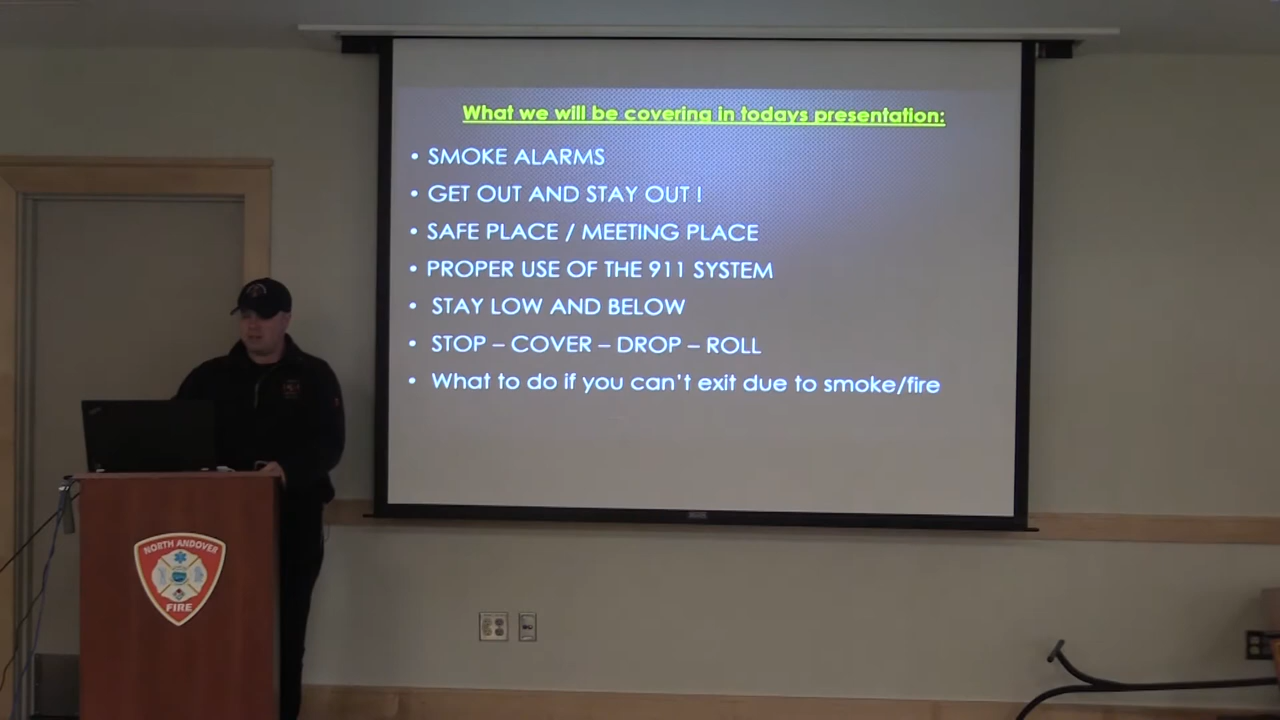 What we will be covering in todays presentation:
• SMOKE ALARMS
• GET OUT AND STAY OUT !
• SAFE PLACE / MEETING PLACE
• PROPER USE OF THE 911 SYSTEM
• STAY LOW AND BELOW
• STOP – COVER – DROP – ROLL
• What to do if you can't exit due to smoke/fire
NORTH ANDOVER
FIRE